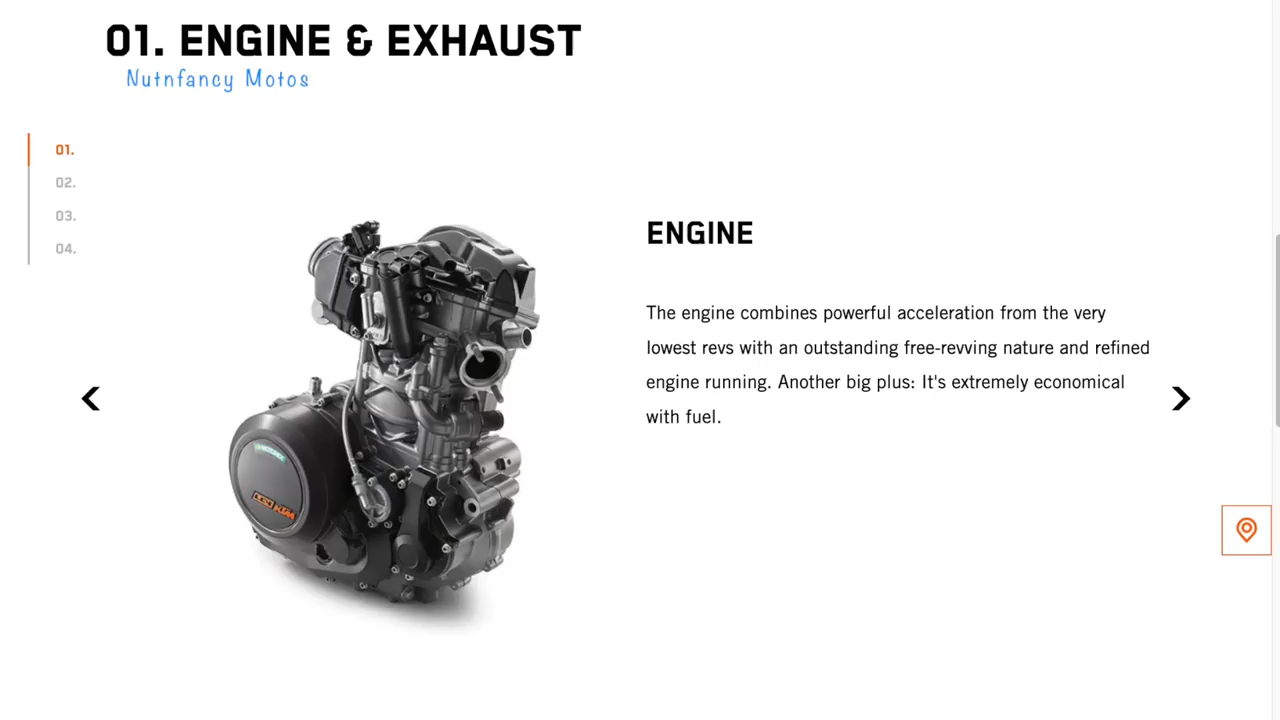 01. ENGINE & EXHAUST
Nutnfancy Motos
01.
02.
03.
04.
ENGINE
The engine combines powerful acceleration from the very
lowest revs with an outstanding free-revving nature and refined
engine running. Another big plus: It's extremely economical
with fuel.
KTM